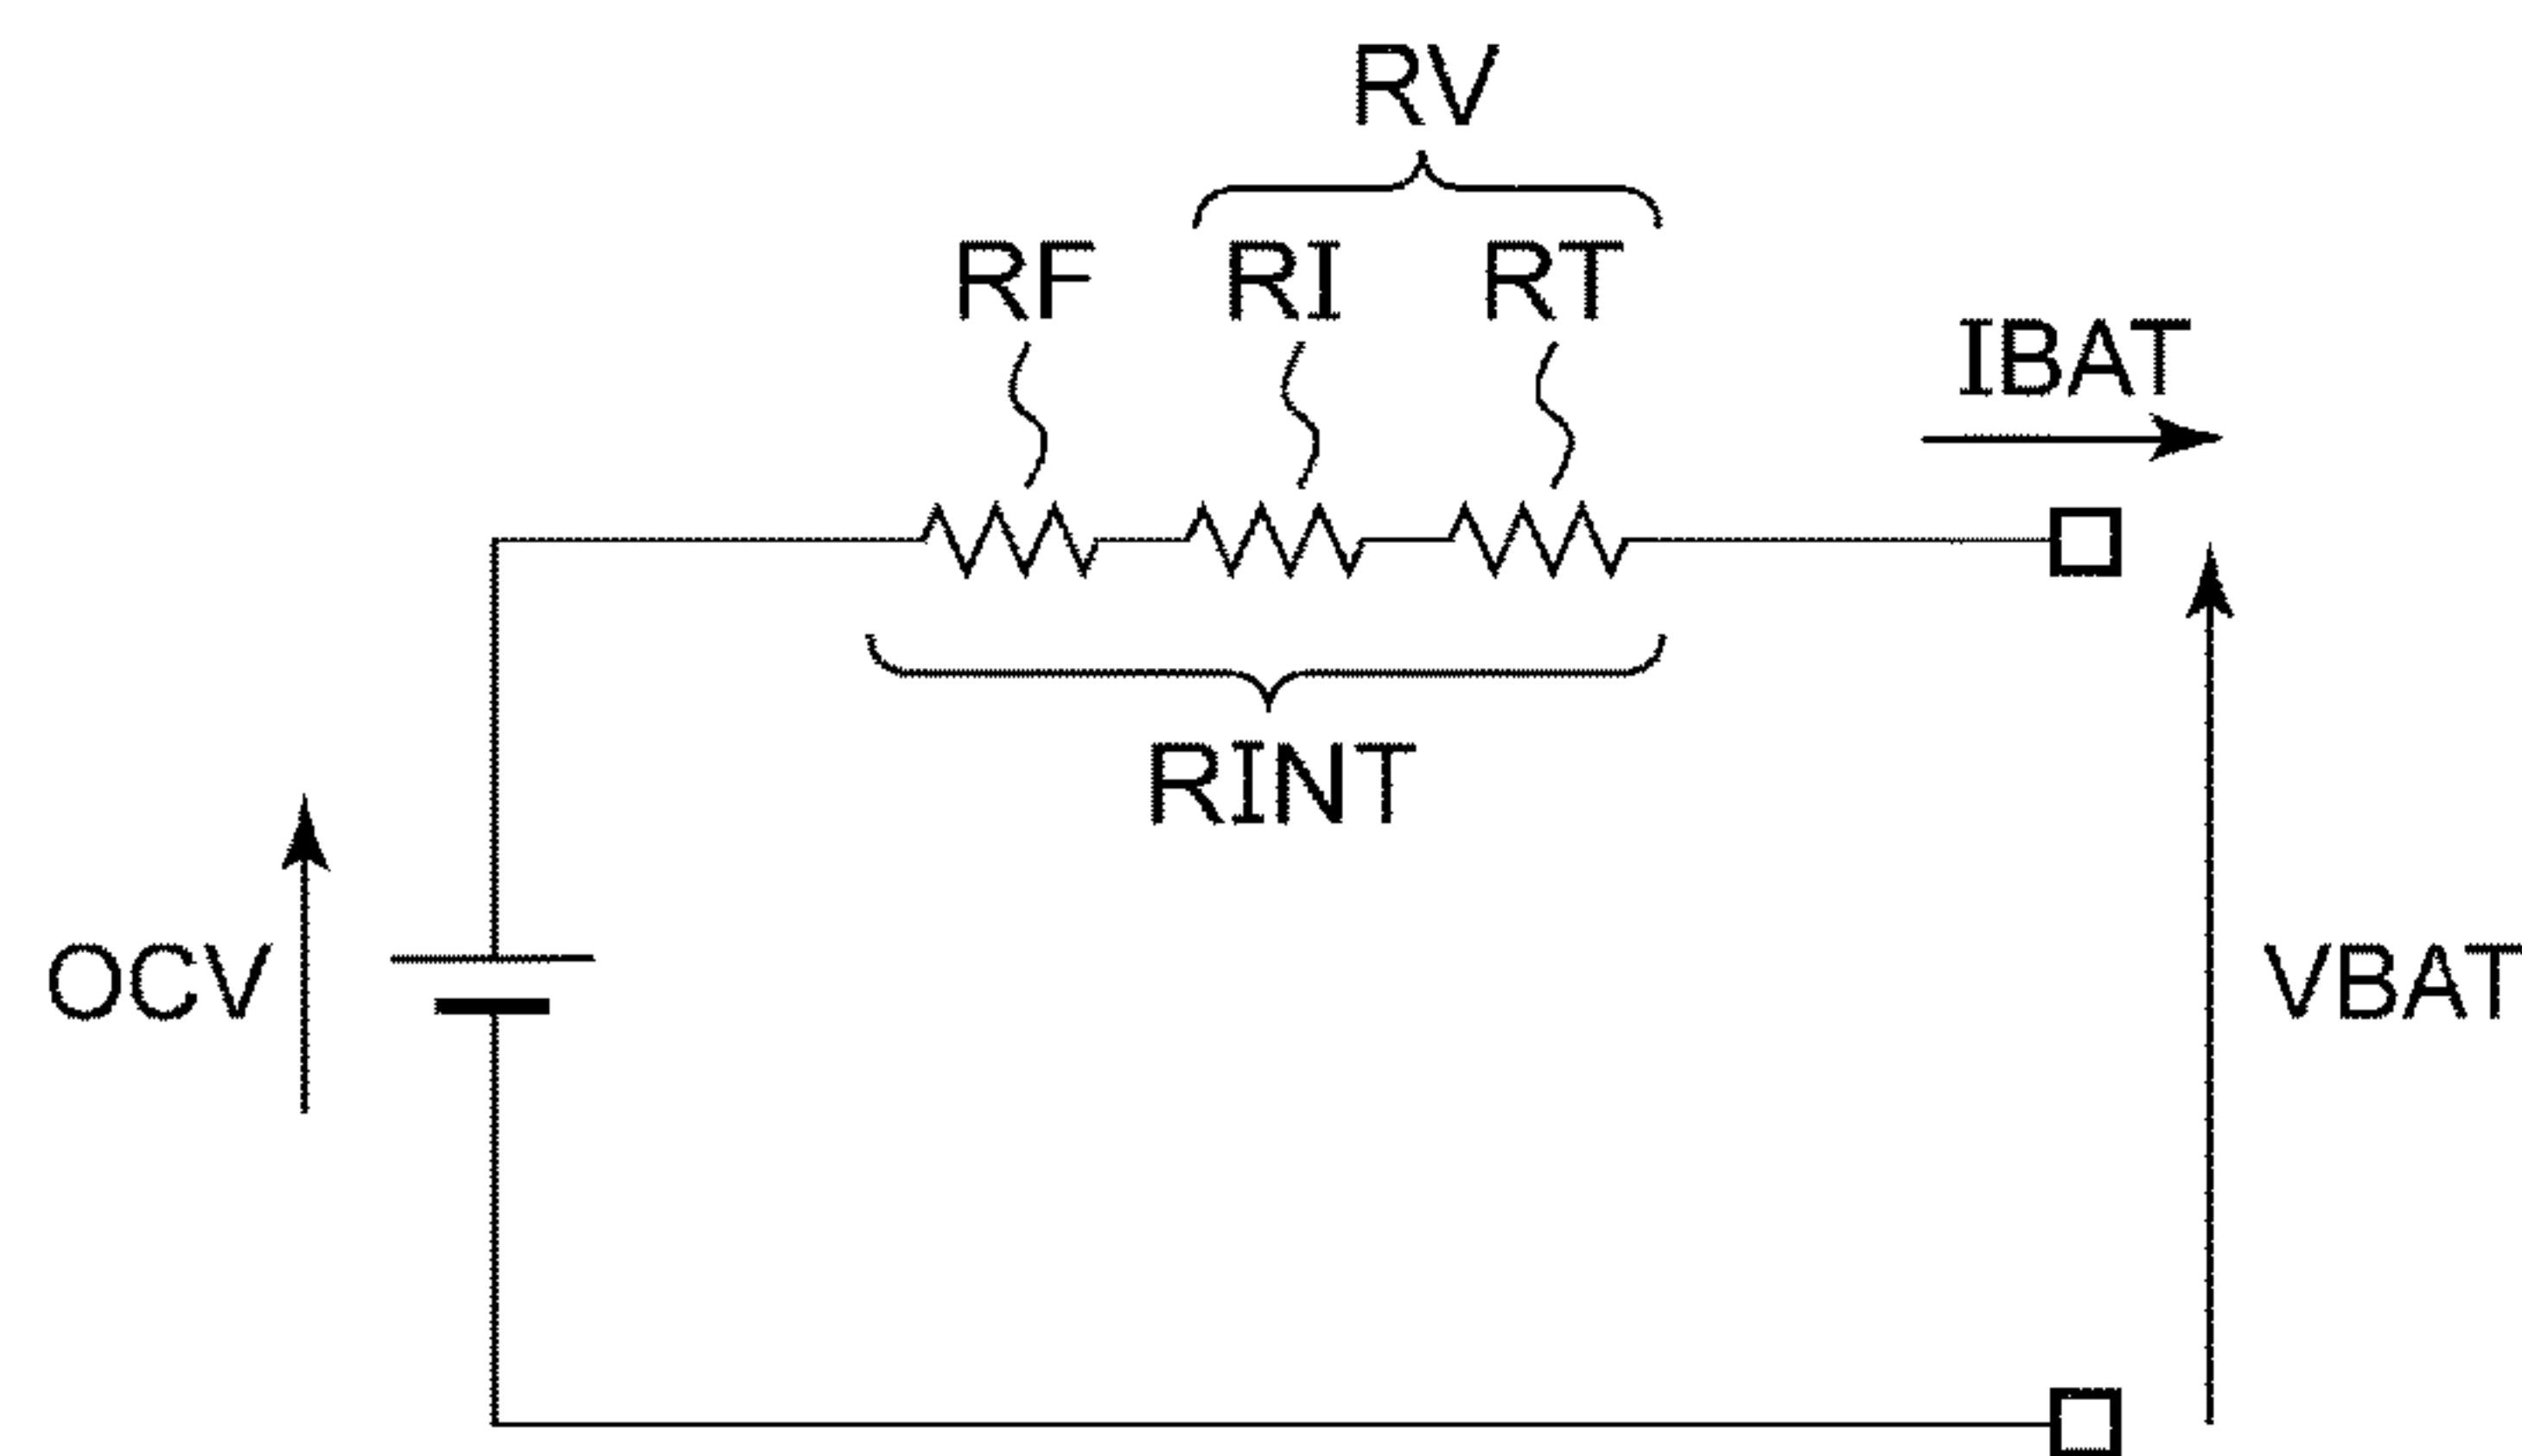 RV
RF RI RT
IBAT
RINT
OCV
VBAT